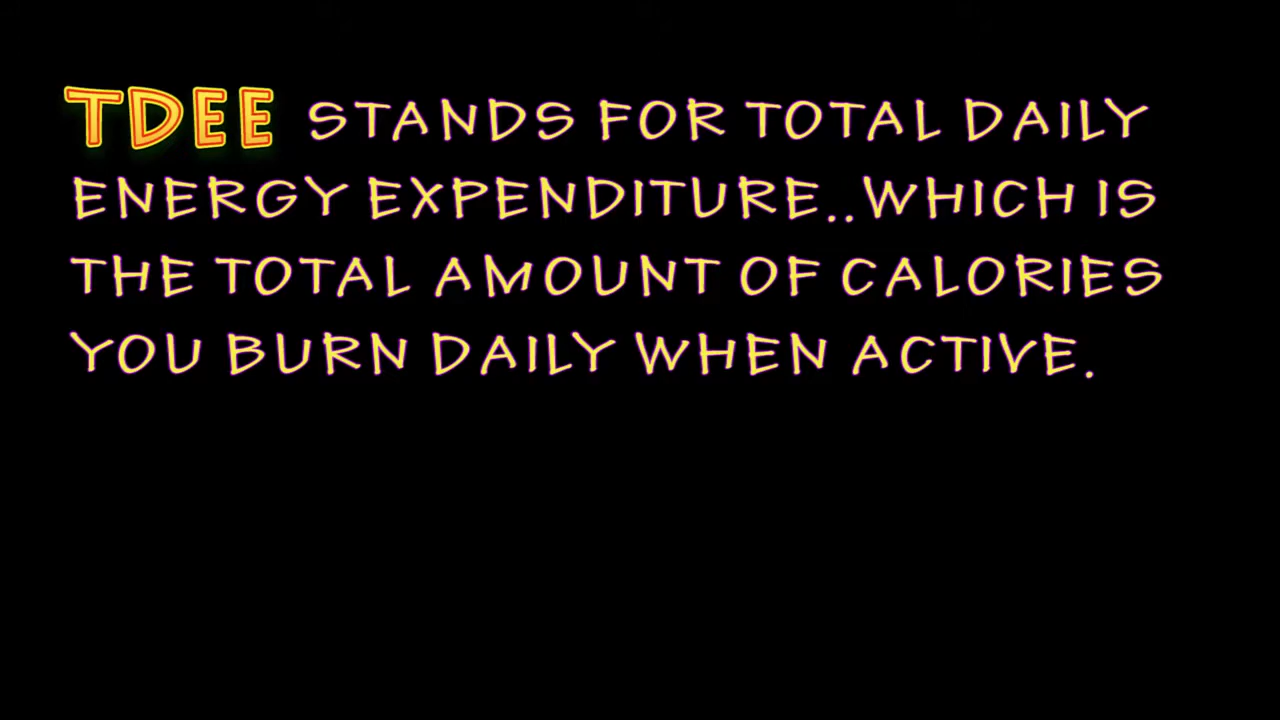 TDEE STANDS FOR TOTAL DAILY
ENERGY EXPENDITURE..WHICH IS
THE TOTAL AMOUNT OF CALORIES
YOU BURN DAILY WHEN ACTIVE.